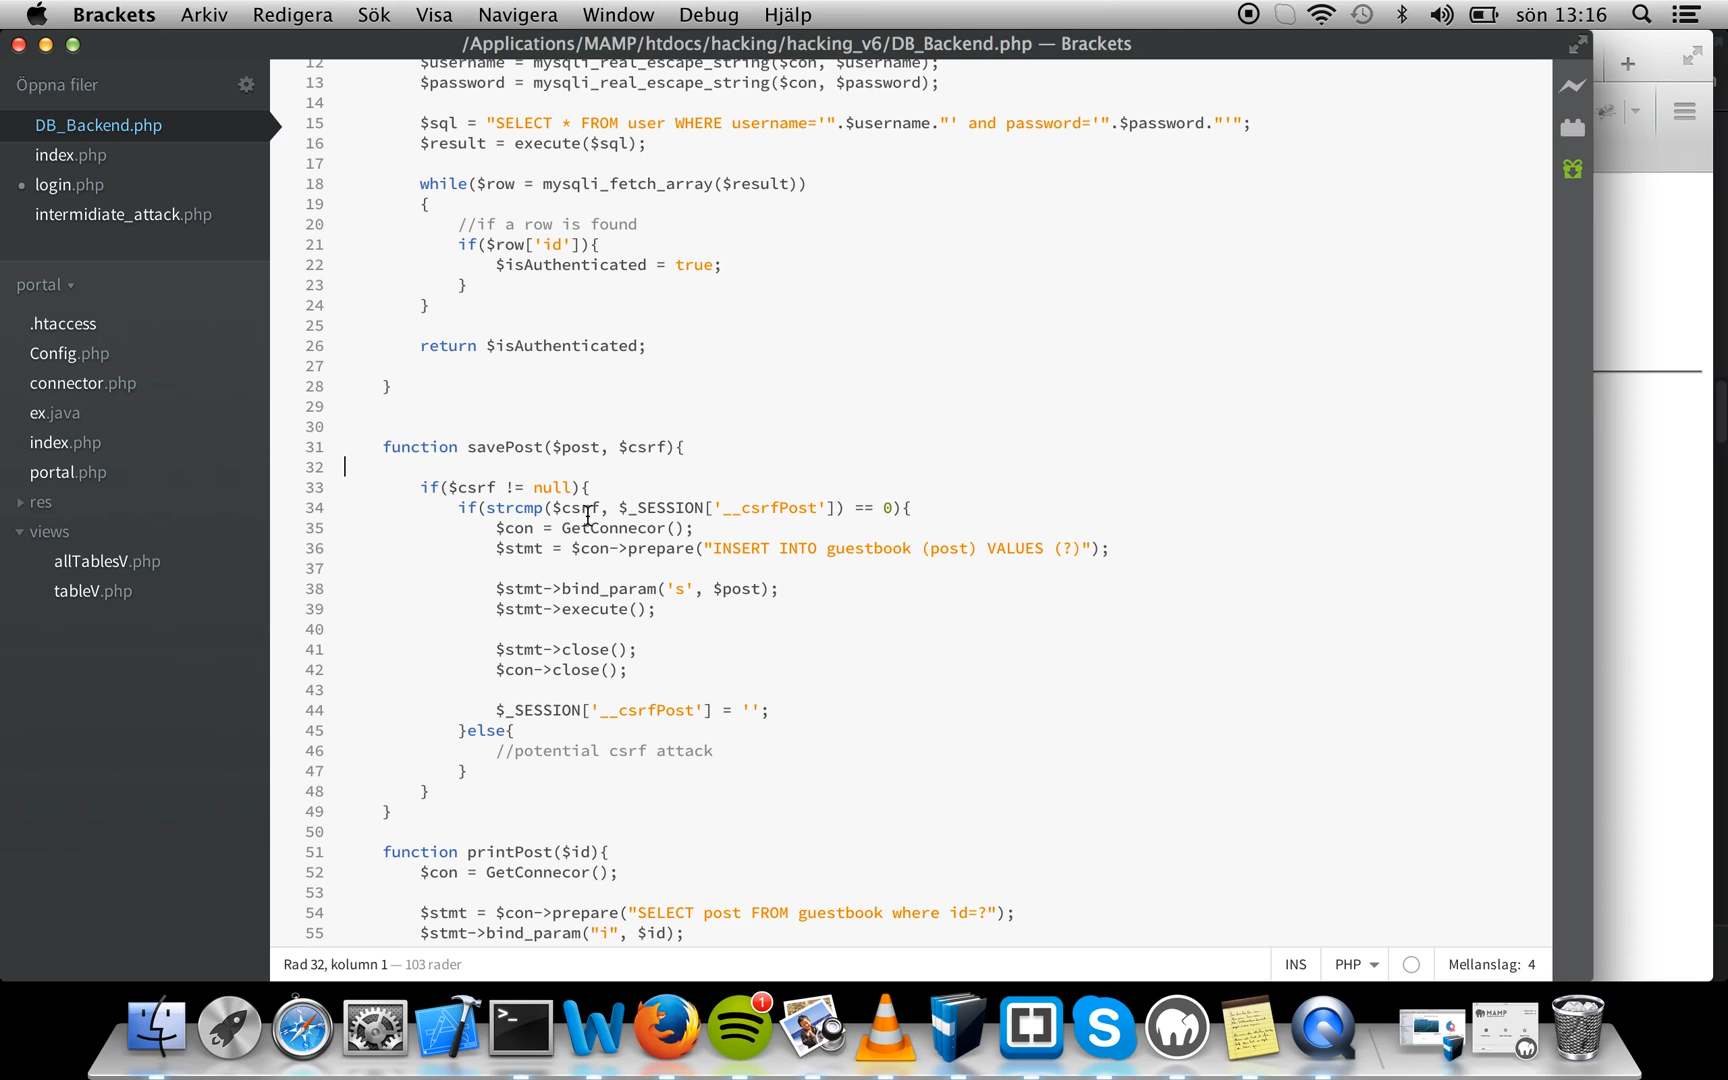 Brackets Arkiv Redigera Sök Visa Navigera Window Debug Hjälp sön 13:16
/Applications/MAMP/htdocs/hacking/hacking_v6/DB_Backend.php — Brackets
Öppna filer
DB_Backend.php
index.php
• login.php
intermidiate_attack.php
portal
.htaccess
Config.php
connector.php
ex.java
index.php
portal.php
res
views
allTablesV.php
tableV.php
12 $username = mysqli_real_escape_string($con, $username);
13 $password = mysqli_real_escape_string($con, $password);
14
15 $sql = "SELECT * FROM user WHERE username='".$username."' and password='".$password."'";
16 $result = execute($sql);
17
18 while($row = mysqli_fetch_array($result))
19 {
20 //if a row is found
21 if($row['id']){
22 $isAuthenticated = true;
23 }
24 }
25
26 return $isAuthenticated;
27
28 }
29
30
31 function savePost($post, $csrf){
32
33 if($csrf != null){
34 if(strcmp($csrf, $_SESSION['__csrfPost']) == 0){
35 $con = GetConnecor();
36 $stmt = $con->prepare("INSERT INTO guestbook (post) VALUES (?)");
37
38 $stmt->bind_param('s', $post);
39 $stmt->execute();
40
41 $stmt->close();
42 $con->close();
43
44 $_SESSION['__csrfPost'] = '';
45 }else{
46 //potential csrf attack
47 }
48 }
49 }
50
51 function printPost($id){
52 $con = GetConnecor();
53
54 $stmt = $con->prepare("SELECT post FROM guestbook where id=?");
55 $stmt->bind_param("i", $id);
Rad 32, kolumn 1 — 103 rader
INS PHP Mellanslag: 4
1